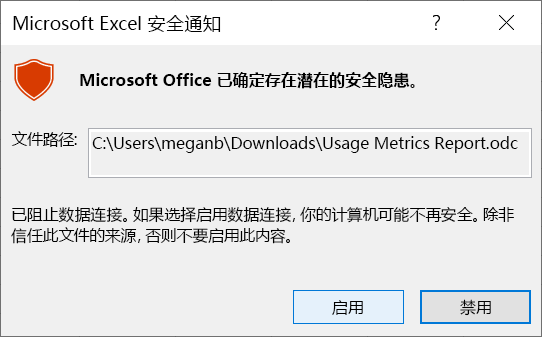 Microsoft Excel 安全通知
Microsoft Office 已确定存在潜在的安全隐患。
文件路径: C:\Users\meganb\Downloads\Usage Metrics Report.odc
已阻止数据连接。如果选择启用数据连接, 你的计算机可能不再安全。除非
信任此文件的来源, 否则不要启用此内容。
启用 禁用